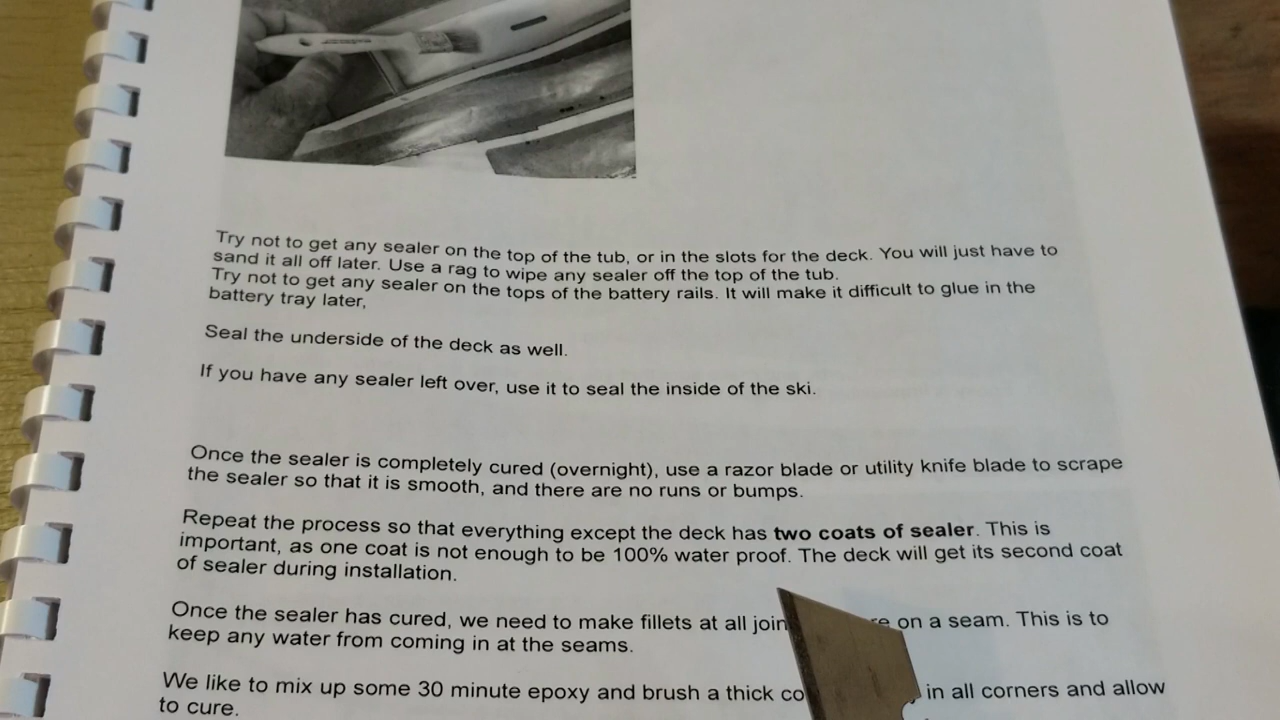 Try not to get any sealer on the top of the tub, or in the slots for the deck. You will just have to
sand it all off later. Use a rag to wipe any sealer off the top of the tub.
Try not to get any sealer on the tops of the battery rails. It will make it difficult to glue in the
battery tray later,
Seal the underside of the deck as well.
If you have any sealer left over, use it to seal the inside of the ski.
Once the sealer is completely cured (overnight), use a razor blade or utility knife blade to scrape
the sealer so that it is smooth, and there are no runs or bumps.
Repeat the process so that everything except the deck has two coats of sealer. This is
important, as one coat is not enough to be 100% water proof. The deck will get its second coat
of sealer during installation.
Once the sealer has cured, we need to make fillets at all on a seam. This is to
keep any water from coming in at the seams.
We like to mix up some 30 minute epoxy and brush a thick in all corners and allow
to cure.